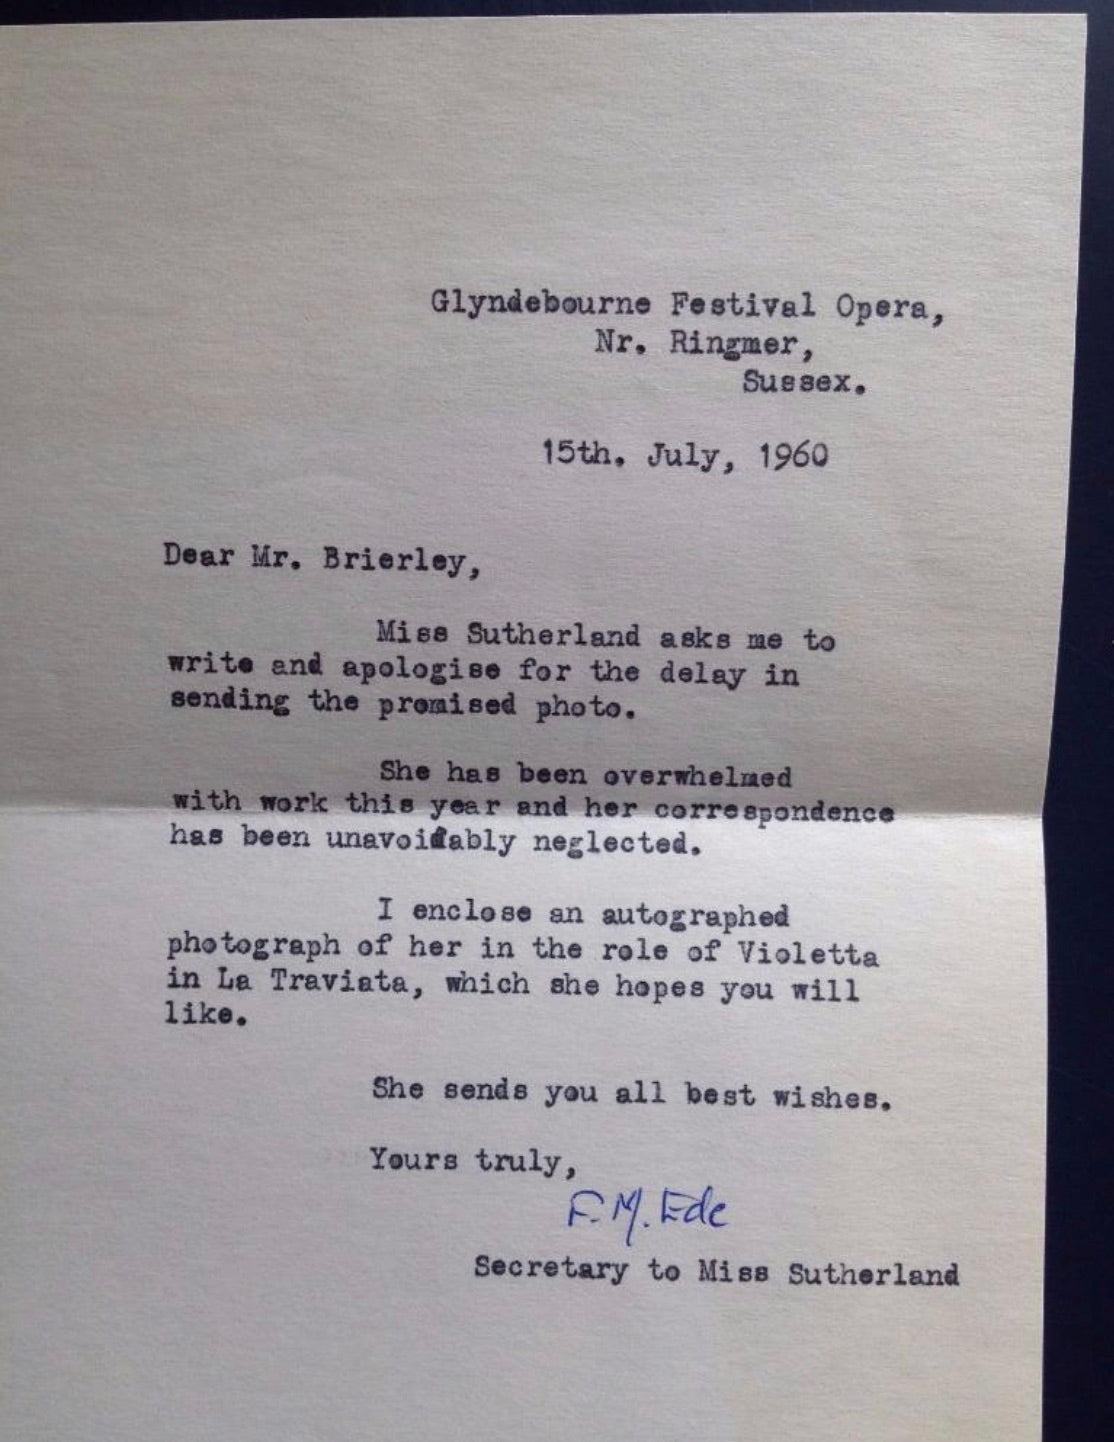 Glyndebourne Festival Opera,
Nr. Ringmer,
Sussex.
15th. July, 1960
Dear Mr. Brierley,
Miss Sutherland asks me to
write and apologise for the delay in
sending the promised photo.
She has been overwhelmed
with work this year and her correspondence
has been unavoidably neglected.
I enclose an autographed
photograph of her in the role of Violetta
in La Traviata, which she hopes you will
like.
She sends you all best wishes.
Yours truly,
F. M. Ede
Secretary to Miss Sutherland